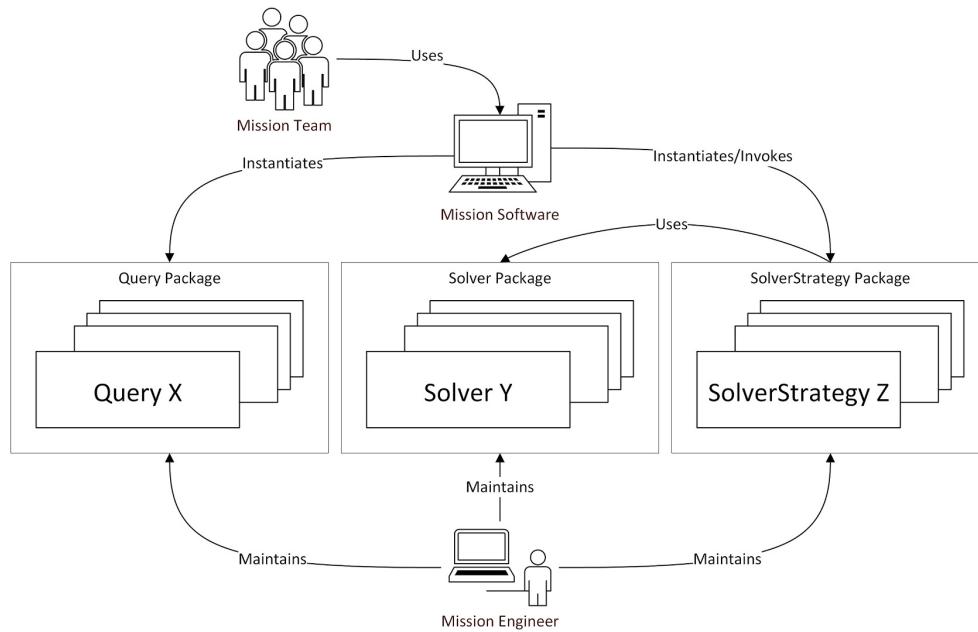 Uses
Mission Team
Instantiates
Instantiates/Invokes
Mission Software
Uses
Query Package
Solver Package
SolverStrategy Package
Query X
Solver Y
SolverStrategy Z
Maintains
Maintains
Maintains
Mission Engineer